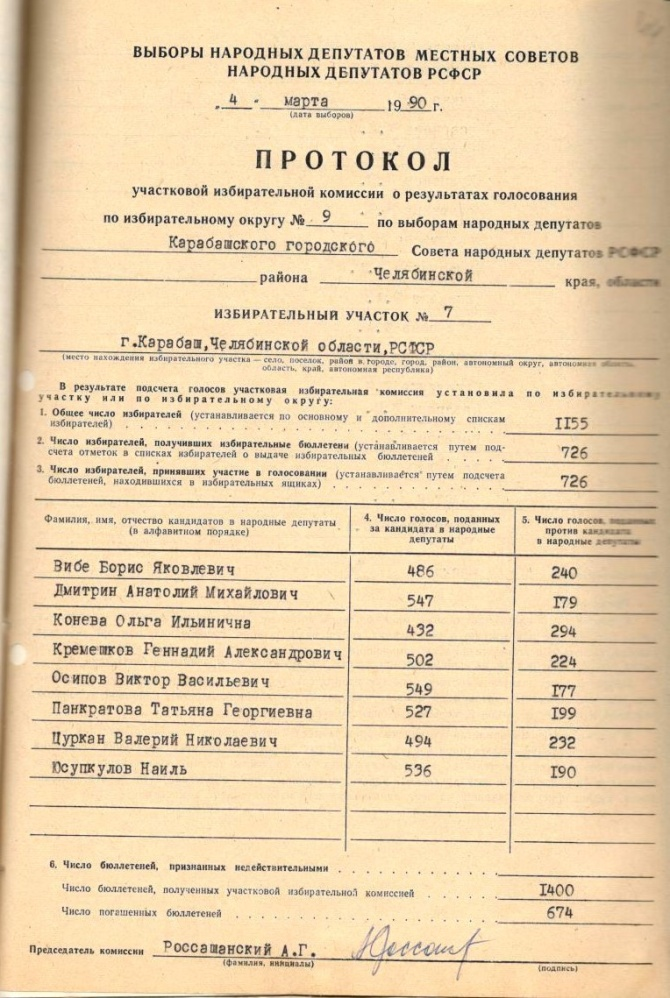 ВЫБОРЫ НАРОДНЫХ ДЕПУТАТОВ МЕСТНЫХ СОВЕТОВ
НАРОДНЫХ ДЕПУТАТОВ РСФСР
„4 " марта 1990 г.
(дата выборов)
ПРОТОКОЛ
участковой избирательной комиссии о результатах голосования
по избирательному округу № 9 по выборам народных депутатов
Карабашского городского Совета народных депутатов РСФСР
района Челябинской края, области
ИЗБИРАТЕЛЬНЫЙ УЧАСТОК № 7
г.Карабаш,Челябинской области,РСФСР
(место нахождения избирательного участка — село, поселок, район в городе, город, район, автономный округ, автономная область,
область, край, автономная республика)
В результате подсчета голосов участковая избирательная комиссия установила по избирательному
участку или по избирательному округу:
1. Общее число избирателей (устанавливается по основному и дополнительному спискам
избирателей) . . . . . . . . . . 1155
2. Число избирателей, получивших избирательные бюллетени (устанавливается путем под-
счета отметок в списках избирателей о выдаче избирательных бюллетеней . . . . . 726
3. Число избирателей, принявших участие в голосовании (устанавливается путем подсчета
бюллетеней, находившихся в избирательных ящиках) . . . . . . . . . . 726
Фамилия, имя, отчество кандидатов в народные депутаты
(в алфавитном порядке)
4. Число голосов, поданных
за кандидата в народные
депутаты
5. Число голосов, поданных
против кандидата
в народные депутаты
Вибе Борис Яковлевич 486 240
Дмитрин Анатолий Михайлович 547 179
Конева Ольга Ильинична 432 294
Кремешков Геннадий Александрович 502 224
Осипов Виктор Васильевич 549 177
Панкратова Татьяна Георгиевна 527 199
Цуркан Валерий Николаевич 494 232
Юсупкулов Наиль 536 190
6. Число бюллетеней, признанных недействительными . . . . . . . . . .
Число бюллетеней, полученных участковой избирательной комиссией . . . . . 1400
Число погашенных бюллетеней . . . . . . . . . . 674
Председатель комиссии Россашанский А.Г.
(фамилия, инициалы) (подпись)